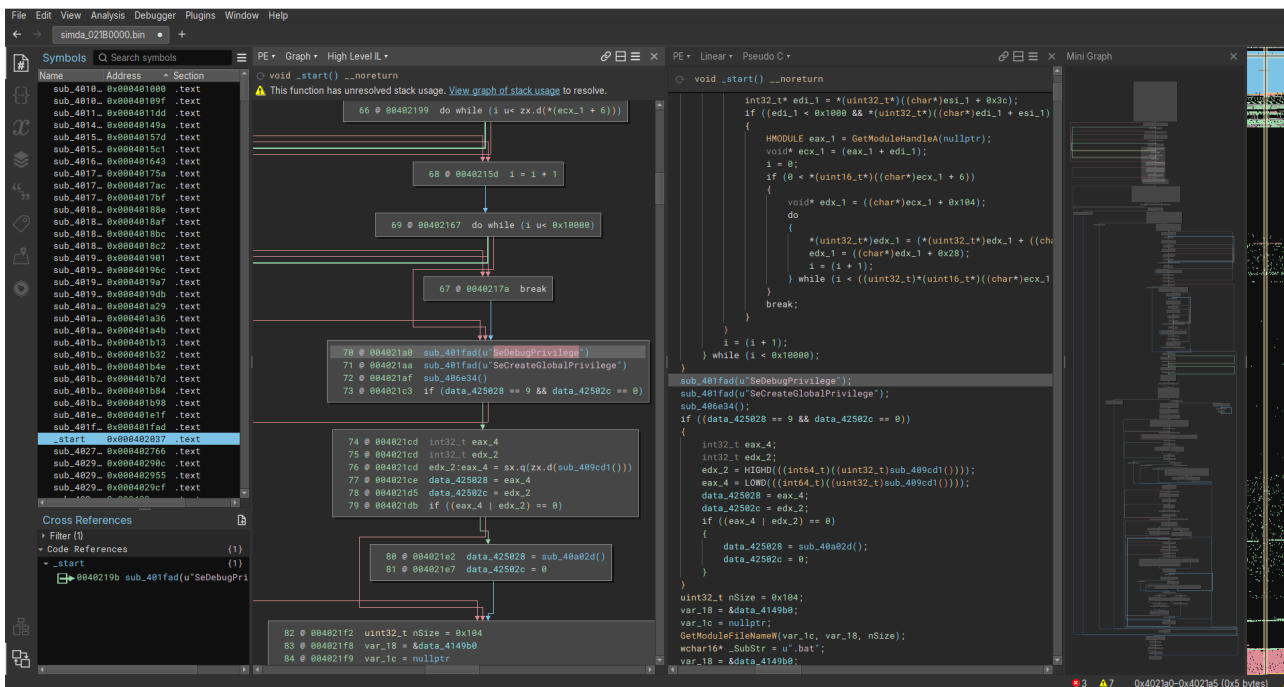 File Edit View Analysis Debugger Plugins Window Help
simda_021B0000.bin
Symbols Search symbols
Name Address Section
sub_4010… 0x00401000 .text
sub_4010… 0x0040109f .text
sub_4011… 0x004011dd .text
sub_4014… 0x0040149a .text
sub_4015… 0x0040157d .text
sub_4015… 0x004015c1 .text
sub_4016… 0x00401643 .text
sub_4017… 0x0040175a .text
sub_4017… 0x004017ac .text
sub_4017… 0x004017bf .text
sub_4018… 0x0040188e .text
sub_4018… 0x004018af .text
sub_4018… 0x004018bc .text
sub_4018… 0x004018c2 .text
sub_4019… 0x00401901 .text
sub_4019… 0x0040196c .text
sub_4019… 0x004019a7 .text
sub_4019… 0x004019db .text
sub_401a… 0x00401a29 .text
sub_401a… 0x00401a36 .text
sub_401a… 0x00401a4b .text
sub_401b… 0x00401b13 .text
sub_401b… 0x00401b32 .text
sub_401b… 0x00401b4e .text
sub_401b… 0x00401b7d .text
sub_401b… 0x00401b84 .text
sub_401b… 0x00401b98 .text
sub_401e… 0x00401e1f .text
sub_401f… 0x00401fad .text
_start 0x00402037 .text
sub_4027… 0x00402766 .text
sub_4029… 0x0040290c .text
sub_4029… 0x00402955 .text
sub_4029… 0x004029cf .text
Cross References
Filter (1)
Code References {1}
_start {1}
0040219b sub_401fad(u"SeDebugPri
PE Graph High Level IL
void _start() __noreturn
This function has unresolved stack usage. View graph of stack usage to resolve.
66 @ 00402199 do while (i u< zx.d(*(ecx_1 + 6)))
68 @ 0040215d i = i + 1
69 @ 00402167 do while (i u< 0x10000)
67 @ 0040217a break
70 @ 004021a0 sub_401fad(u"SeDebugPrivilege")
71 @ 004021aa sub_401fad(u"SeCreateGlobalPrivilege")
72 @ 004021af sub_406e34()
73 @ 004021c3 if (data_425028 == 9 && data_42502c == 0)
74 @ 004021cd int32_t eax_4
75 @ 004021cd int32_t edx_2
76 @ 004021cd edx_2:eax_4 = sx.q(zx.d(sub_409cd1()))
77 @ 004021ce data_425028 = eax_4
78 @ 004021d5 data_42502c = edx_2
79 @ 004021db if ((eax_4 | edx_2) == 0)
80 @ 004021e2 data_425028 = sub_40a02d()
81 @ 004021e7 data_42502c = 0
82 @ 004021f2 uint32_t nSize = 0x104
83 @ 004021f8 var_18 = &data_4149b0
84 @ 004021f9 var_1c = nullptr
PE Linear Pseudo C
void _start() __noreturn
int32_t* edi_1 = *(uint32_t*)((char*)esi_1 + 0x3c);
if ((edi_1 < 0x1000 && *(uint32_t*)((char*)edi_1 + esi_1)
{
HMODULE eax_1 = GetModuleHandleA(nullptr);
void* ecx_1 = (eax_1 + edi_1);
i = 0;
if (0 < *(uint16_t*)((char*)ecx_1 + 6))
{
void* edx_1 = ((char*)ecx_1 + 0x104);
do
{
*(uint32_t*)edx_1 = (*(uint32_t*)edx_1 + ((cha
edx_1 = ((char*)edx_1 + 0x28);
i = (i + 1);
} while (i < ((uint32_t)*(uint16_t*)((char*)ecx_1
}
break;
}
}
i = (i + 1);
} while (i < 0x10000);
}
sub_401fad(u"SeDebugPrivilege");
sub_401fad(u"SeCreateGlobalPrivilege");
sub_406e34();
if ((data_425028 == 9 && data_42502c == 0))
{
int32_t eax_4;
int32_t edx_2;
edx_2 = HIGHD(((int64_t)((uint32_t)sub_409cd1())));
eax_4 = LOWD(((int64_t)((uint32_t)sub_409cd1())));
data_425028 = eax_4;
data_42502c = edx_2;
if ((eax_4 | edx_2) == 0)
{
data_425028 = sub_40a02d();
data_42502c = 0;
}
}
uint32_t nSize = 0x104;
var_18 = &data_4149b0;
var_1c = nullptr;
GetModuleFileNameW(var_1c, var_18, nSize);
wchar16* _SubStr = u".bat";
var_18 = &data_4149b0;
Mini Graph
3 7 0x4021a0-0x4021a5 (0x5 bytes)